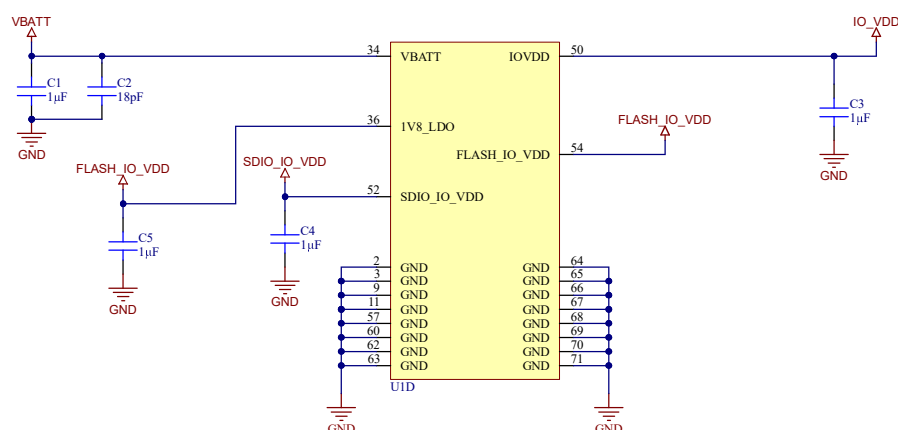 VBATT
IO_VDD
34 VBATT IOVDD 50
C1
1µF
C2
18pF
C3
1µF
GND
36 1V8_LDO
FLASH_IO_VDD
FLASH_IO_VDD 54
GND
SDIO_IO_VDD
FLASH_IO_VDD
52 SDIO_IO_VDD
C4
1µF
C5
1µF
GND
GND
2 GND GND 64
3 GND GND 65
9 GND GND 66
11 GND GND 67
57 GND GND 68
60 GND GND 69
62 GND GND 70
63 GND GND 71
U1D
GND
GND